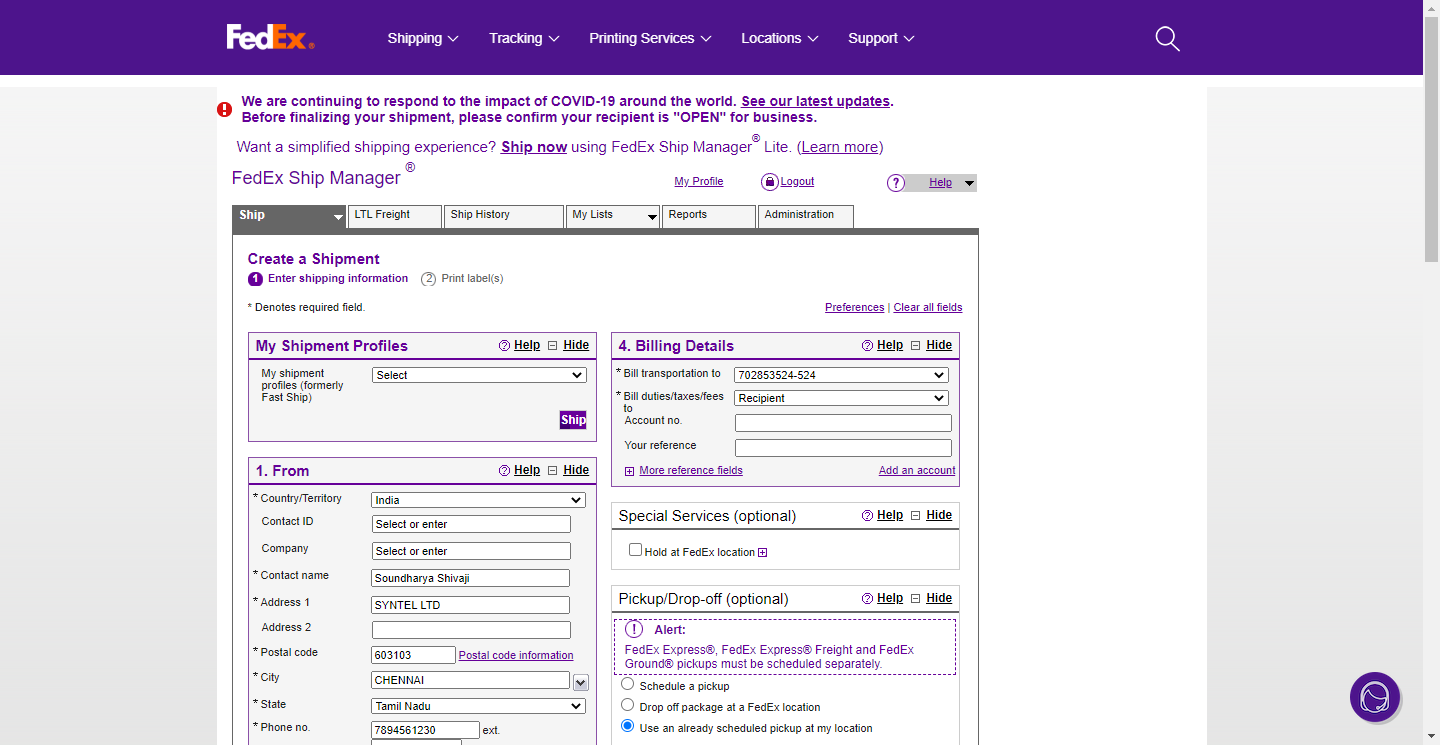 FedEx®
Shipping
Tracking
Printing Services
Locations
Support
We are continuing to respond to the impact of COVID-19 around the world. See our latest updates.
Before finalizing your shipment, please confirm your recipient is "OPEN" for business.
Want a simplified shipping experience? Ship now using FedEx Ship Manager® Lite. (Learn more)
FedEx Ship Manager ®
My Profile
Logout
? Help
Ship
LTL Freight
Ship History
My Lists
Reports
Administration
Create a Shipment
1 Enter shipping information
2 Print label(s)
* Denotes required field.
Preferences | Clear all fields
My Shipment Profiles
? Help
Hide
My shipment
profiles (formerly
Fast Ship)
Select
Ship
1. From
? Help
Hide
* Country/Territory
India
Contact ID
Select or enter
Company
Select or enter
* Contact name
Soundharya Shivaji
* Address 1
SYNTEL LTD
Address 2
* Postal code
603103
Postal code information
* City
CHENNAI
* State
Tamil Nadu
* Phone no.
7894561230
ext.
4. Billing Details
? Help
Hide
* Bill transportation to
702853524-524
* Bill duties/taxes/fees
to
Recipient
Account no.
Your reference
More reference fields
Add an account
Special Services (optional)
? Help
Hide
Hold at FedEx location
Pickup/Drop-off (optional)
? Help
Hide
! Alert:
FedEx Express®, FedEx Express® Freight and FedEx
Ground® pickups must be scheduled separately.
Schedule a pickup
Drop off package at a FedEx location
Use an already scheduled pickup at my location